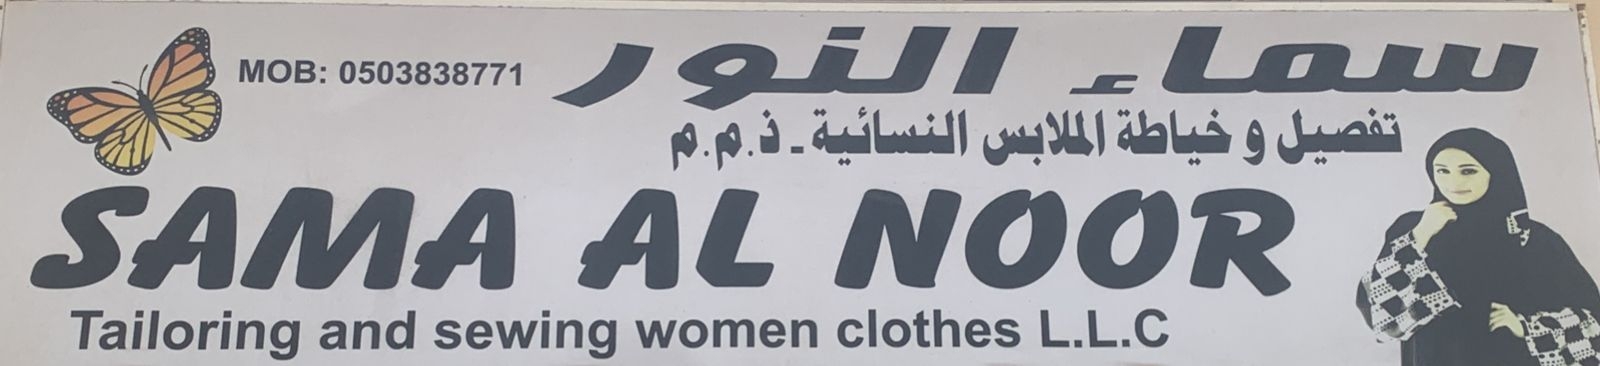 MOB: 0503838771
سماء النور
تفصيل و خياطة الملابس النسائية - ذ.م.م
SAMA AL NOOR
Tailoring and sewing women clothes L.L.C